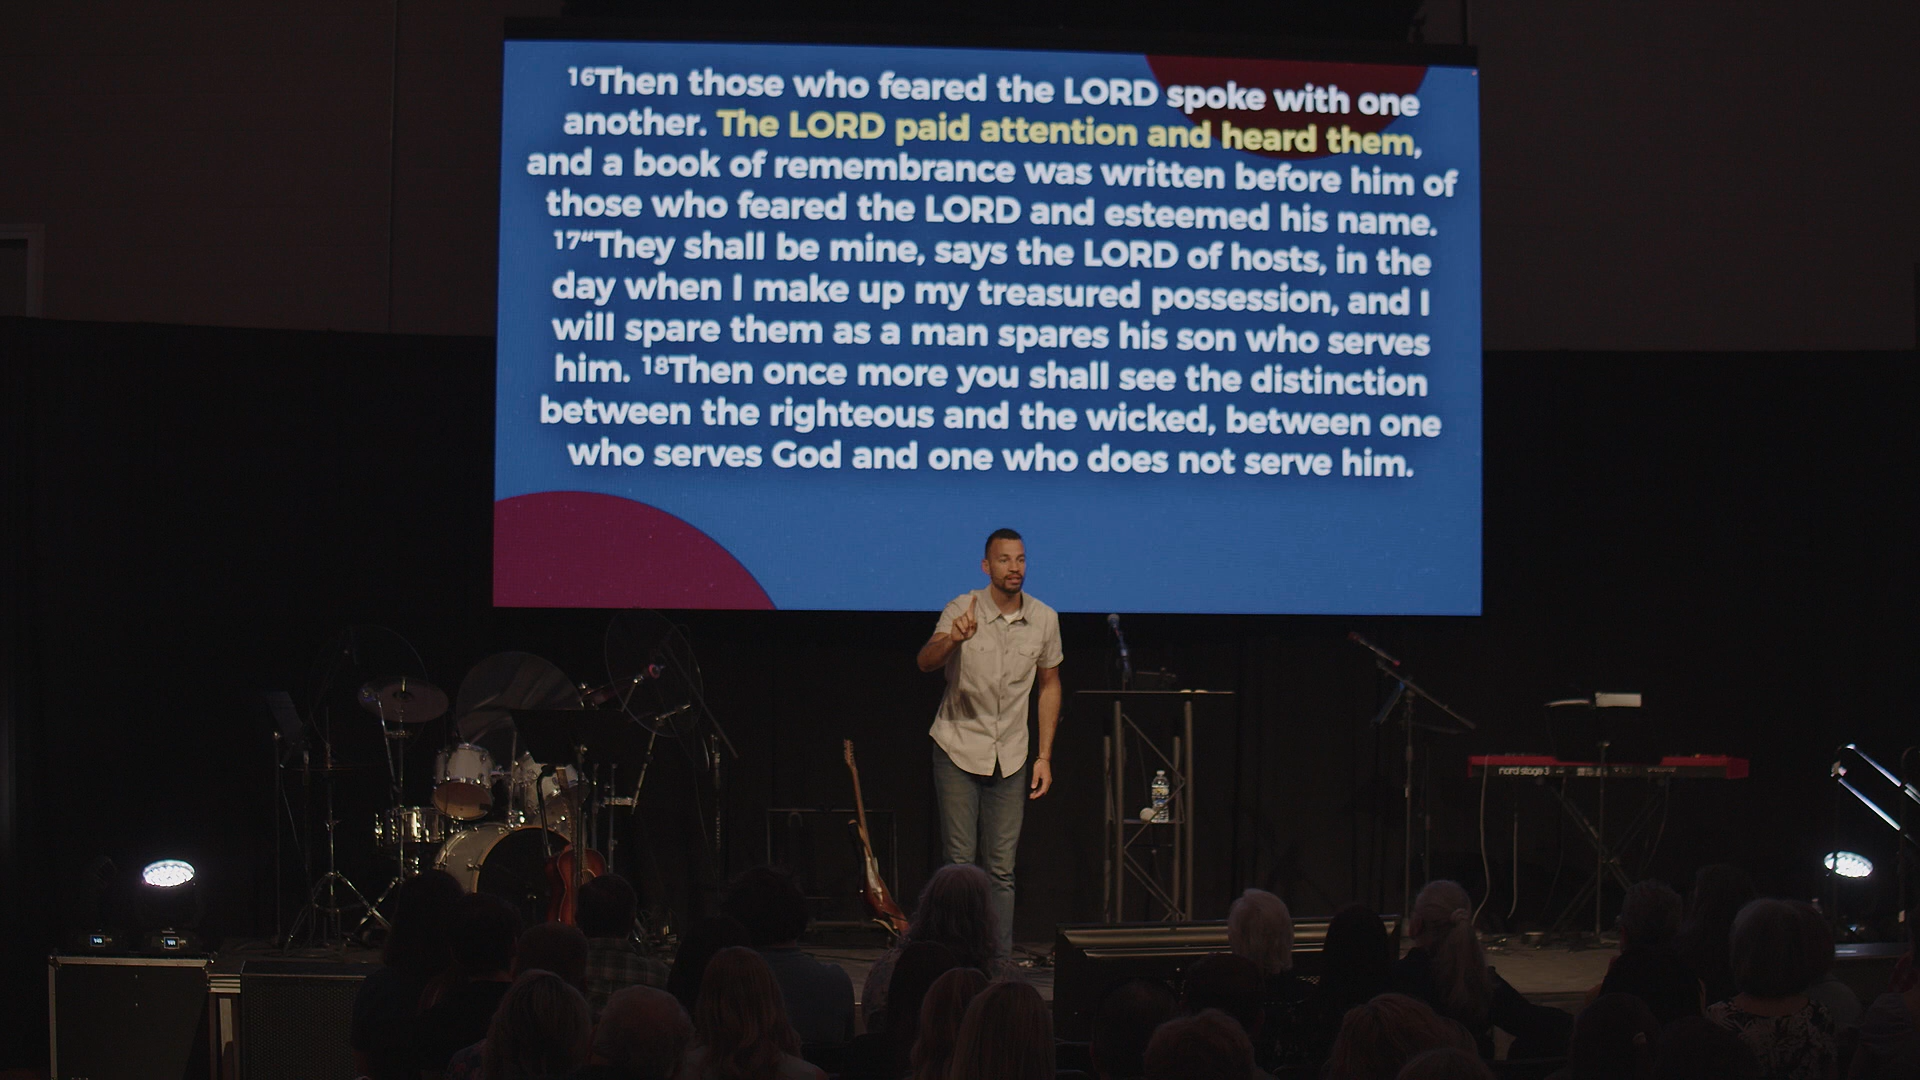 16Then those who feared the LORD spoke with one
another. The LORD paid attention and heard them,
and a book of remembrance was written before him of
those who feared the LORD and esteemed his name.
17“They shall be mine, says the LORD of hosts, in the
day when I make up my treasured possession, and I
will spare them as a man spares his son who serves
him. 18Then once more you shall see the distinction
between the righteous and the wicked, between one
who serves God and one who does not serve him.
nord stage 3